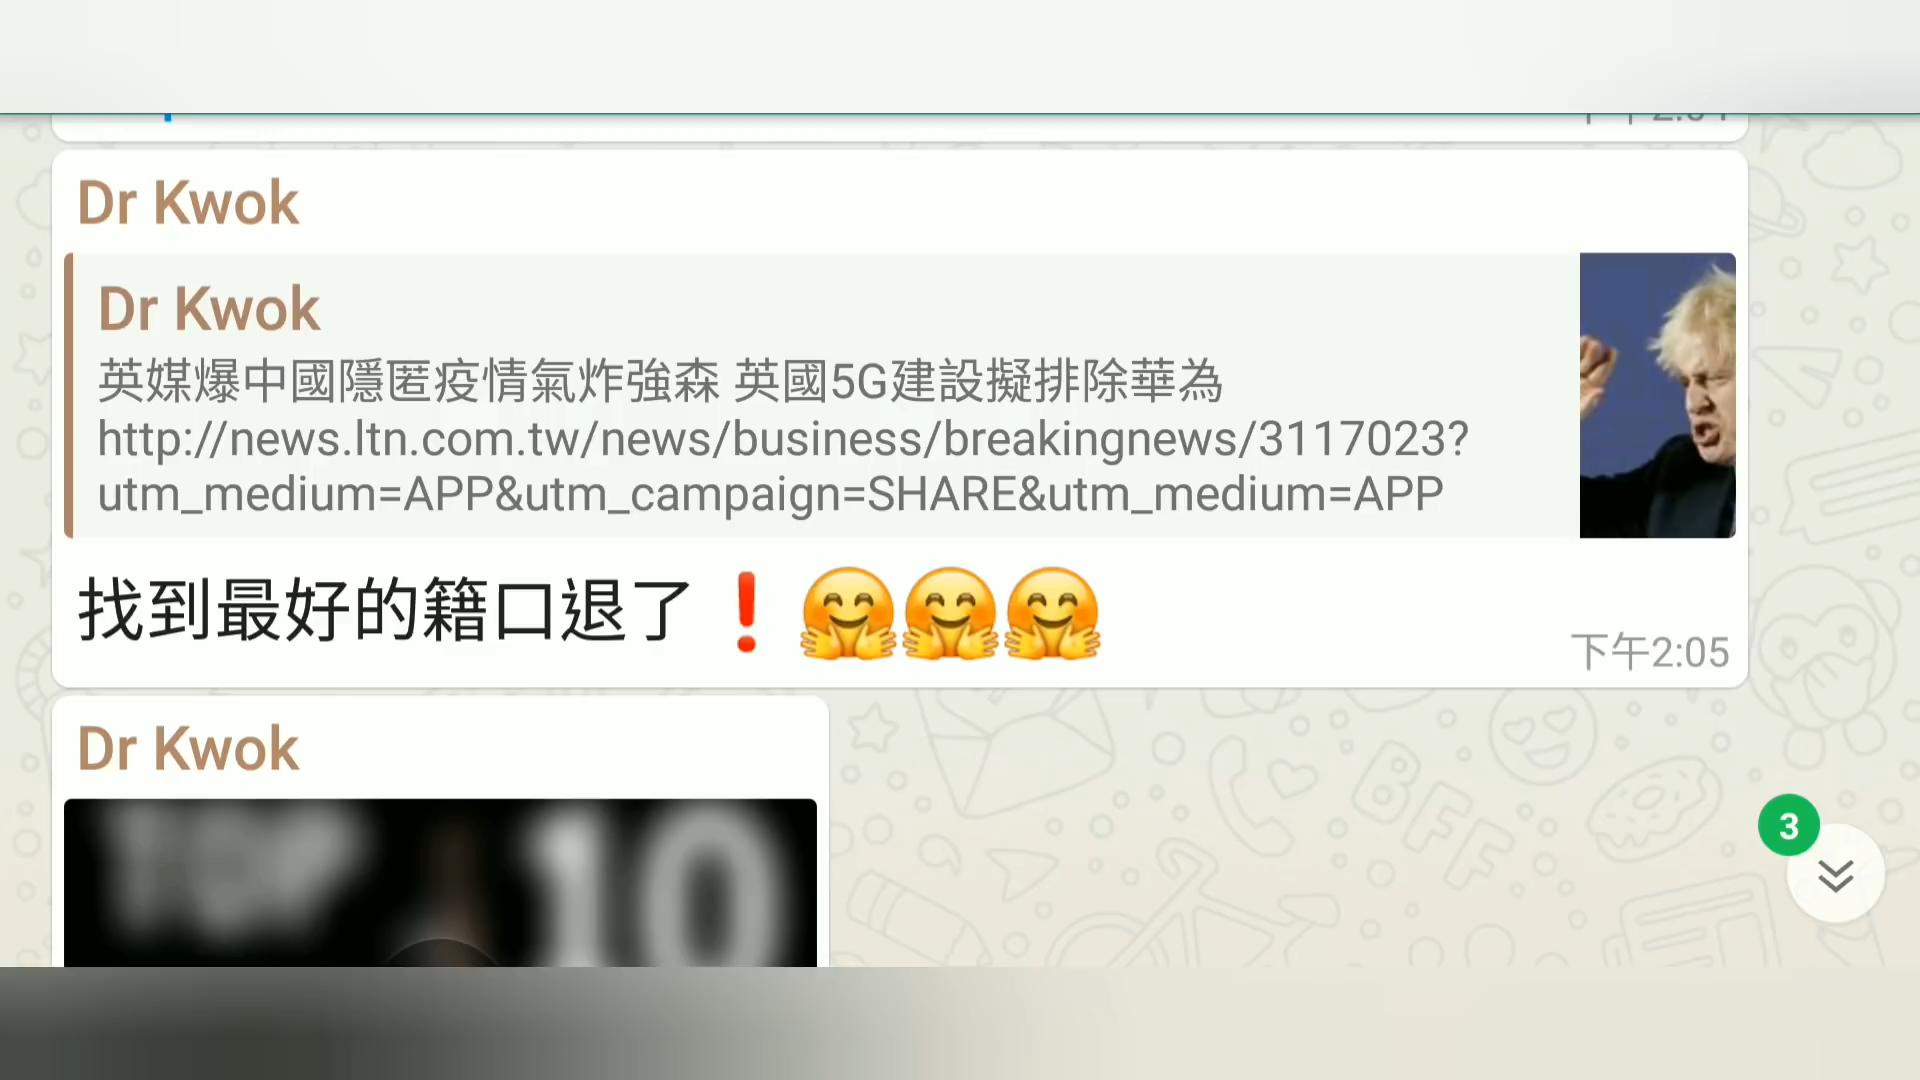 Dr Kwok
Dr Kwok
英媒爆中國隱匿疫情氣炸強森 英國5G建設擬排除華為
http://news.ltn.com.tw/news/business/breakingnews/3117023?
utm_medium=APP&utm_campaign=SHARE&utm_medium=APP
找到最好的籍口退了❗🤗🤗🤗
下午2:05
Dr Kwok
10
3